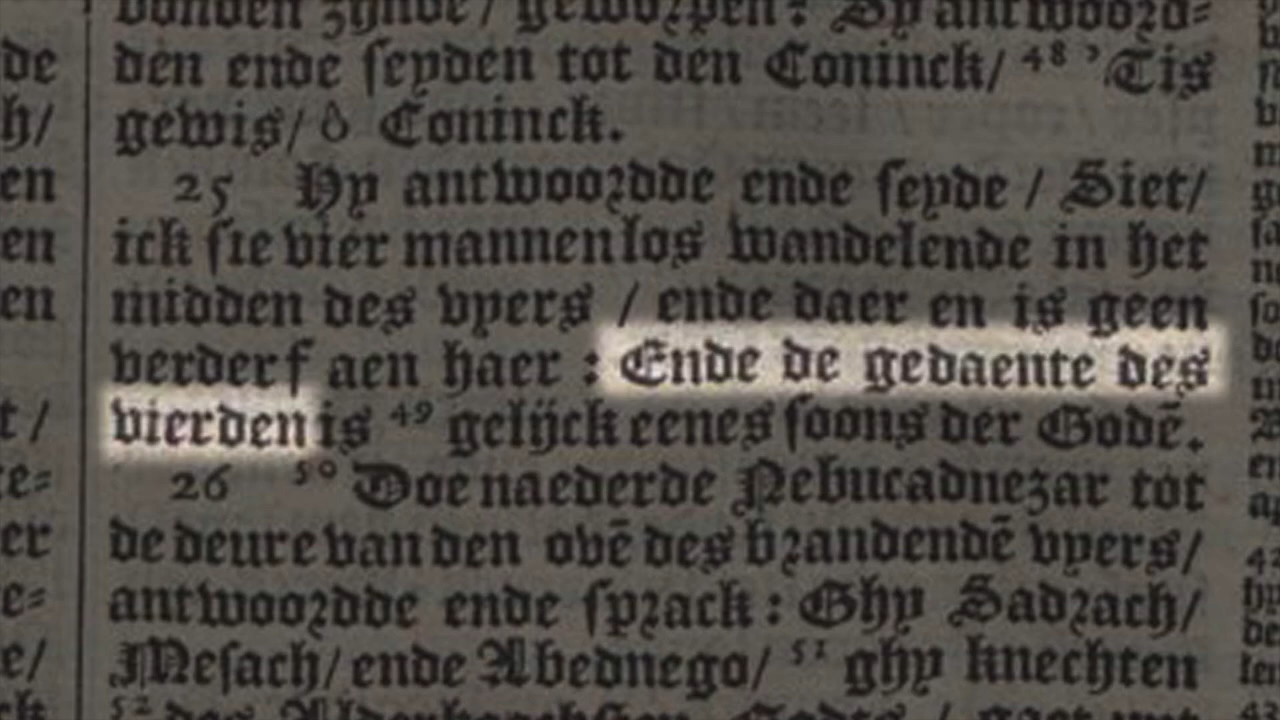 bonden zijnde/ geworpen? Sy antwoord-
den ende seyden tot den Coninck/ ⁴⁸ ’Tis
gewis/ ô Coninck.
25 Hy antwoordde ende seyde / Siet/
ick sie vier mannen los wandelende in het
midden des vyers / ende daer en is geen
verderf aen haer : Ende de gedaente des
vierden is ⁴⁹ gelijck eenes soons der Godē.
26 ⁵⁰ Doe naederde Nebucadnezar tot
de deure van den ovē des brandendē vyers/
antwoordde ende sprack : Ghy Sadrach/
Mesach/ ende Abednego/ ⁵¹ ghy knechten